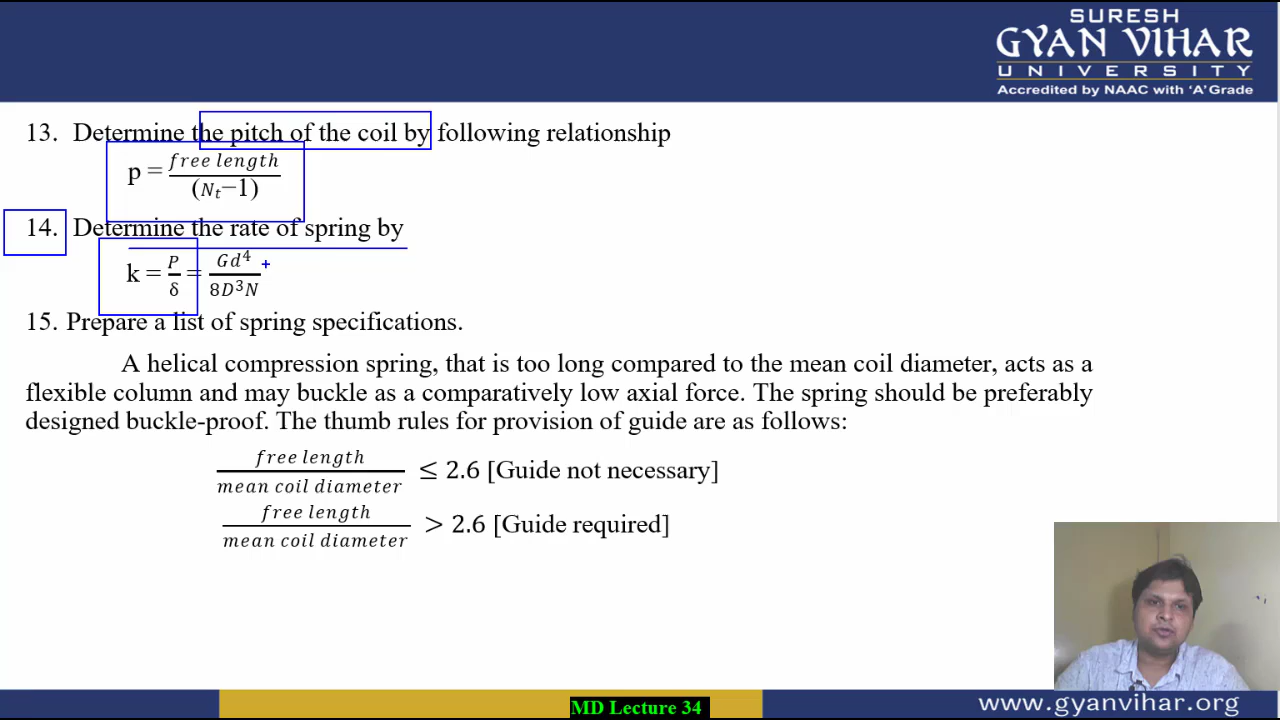 SURESH
GYAN VIHAR
UNIVERSITY
Accredited by NAAC with 'A' Grade
13. Determine the pitch of the coil by following relationship
p = free length / (Nₜ−1)
14. Determine the rate of spring by
k = P/δ = Gd⁴/8D³N
15. Prepare a list of spring specifications.
A helical compression spring, that is too long compared to the mean coil diameter, acts as a
flexible column and may buckle as a comparatively low axial force. The spring should be preferably
designed buckle-proof. The thumb rules for provision of guide are as follows:
free length / mean coil diameter ≤ 2.6 [Guide not necessary]
free length / mean coil diameter > 2.6 [Guide required]
MD Lecture 34
www.gyanvihar.org